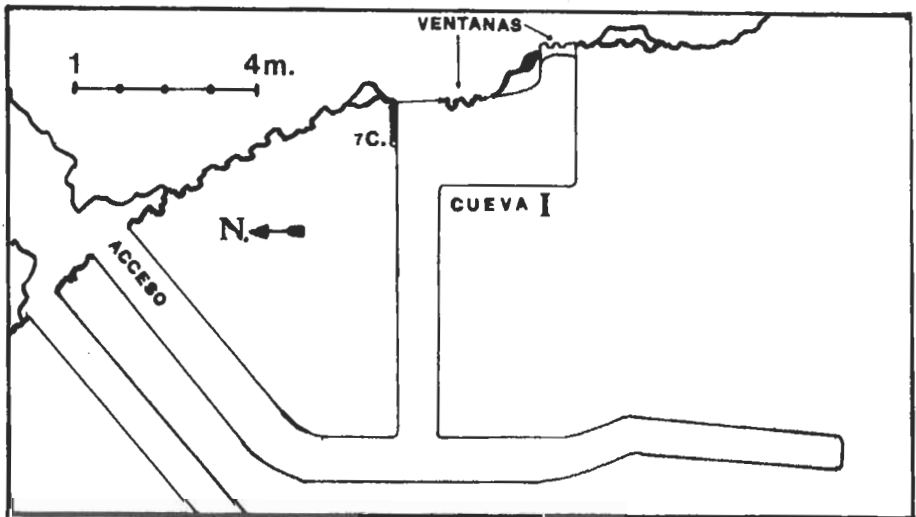 VENTANAS
1 4m.
7C.
CUEVA I
N.
ACCESO